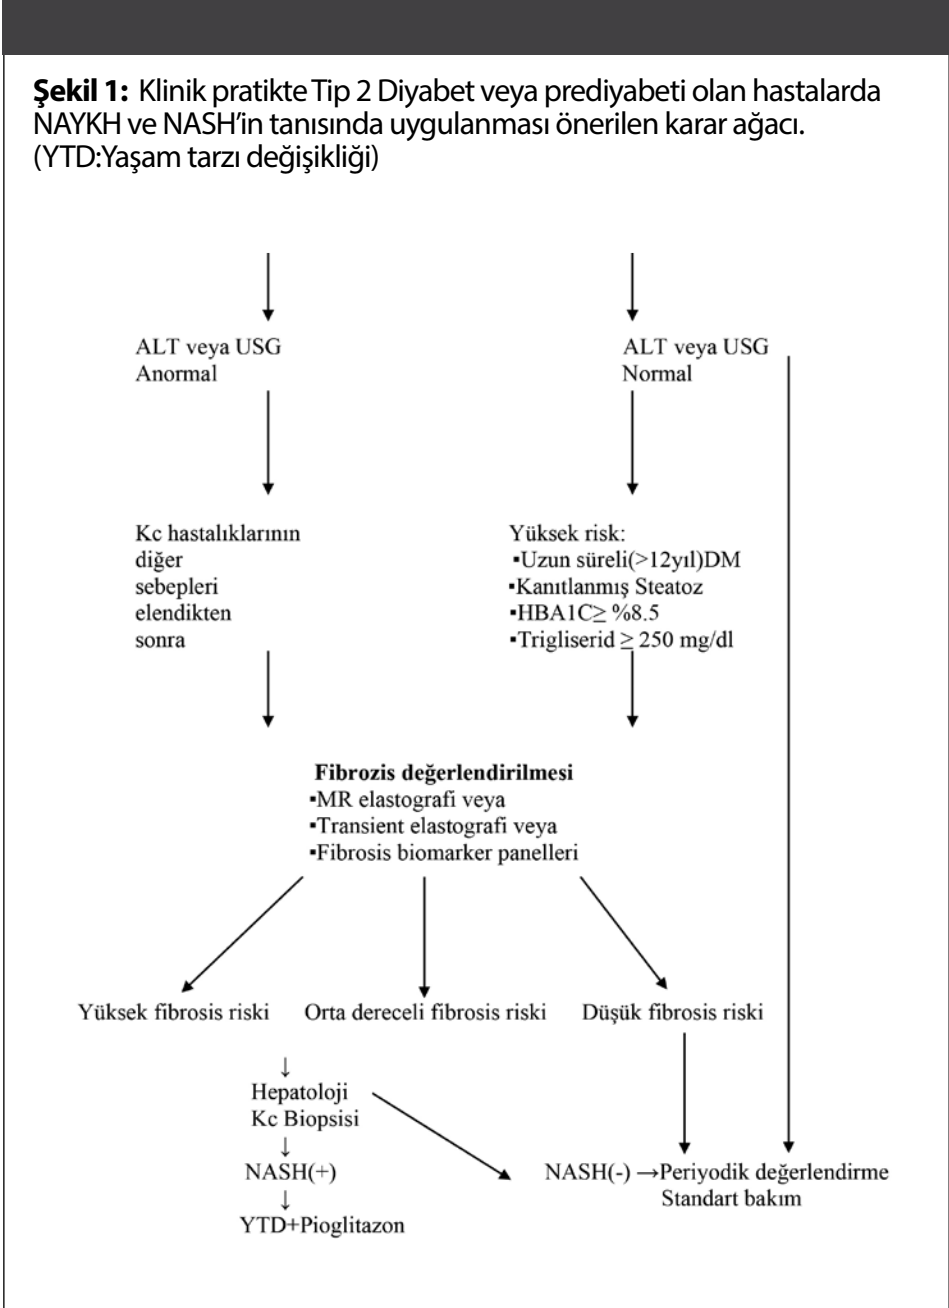 Şekil 1: Klinik pratikte Tip 2 Diyabet veya prediyabeti olan hastalarda
NAYKH ve NASH'in tanısında uygulanması önerilen karar ağacı.
(YTD:Yaşam tarzı değişikliği)
ALT veya USG
Anormal
ALT veya USG
Normal
Kc hastalıklarının
diğer
sebepleri
elendikten
sonra
Yüksek risk:
▪Uzun süreli(>12yıl)DM
▪Kanıtlanmış Steatoz
▪HBA1C≥ %8.5
▪Trigliserid ≥ 250 mg/dl
Fibrozis değerlendirilmesi
▪MR elastografi veya
▪Transient elastografi veya
▪Fibrosis biomarker panelleri
Yüksek fibrosis riski
Orta dereceli fibrosis riski
Düşük fibrosis riski
↓
Hepatoloji
Kc Biopsisi
↓
NASH(+)
↓
YTD+Pioglitazon
NASH(-) →Periyodik değerlendirme
Standart bakım